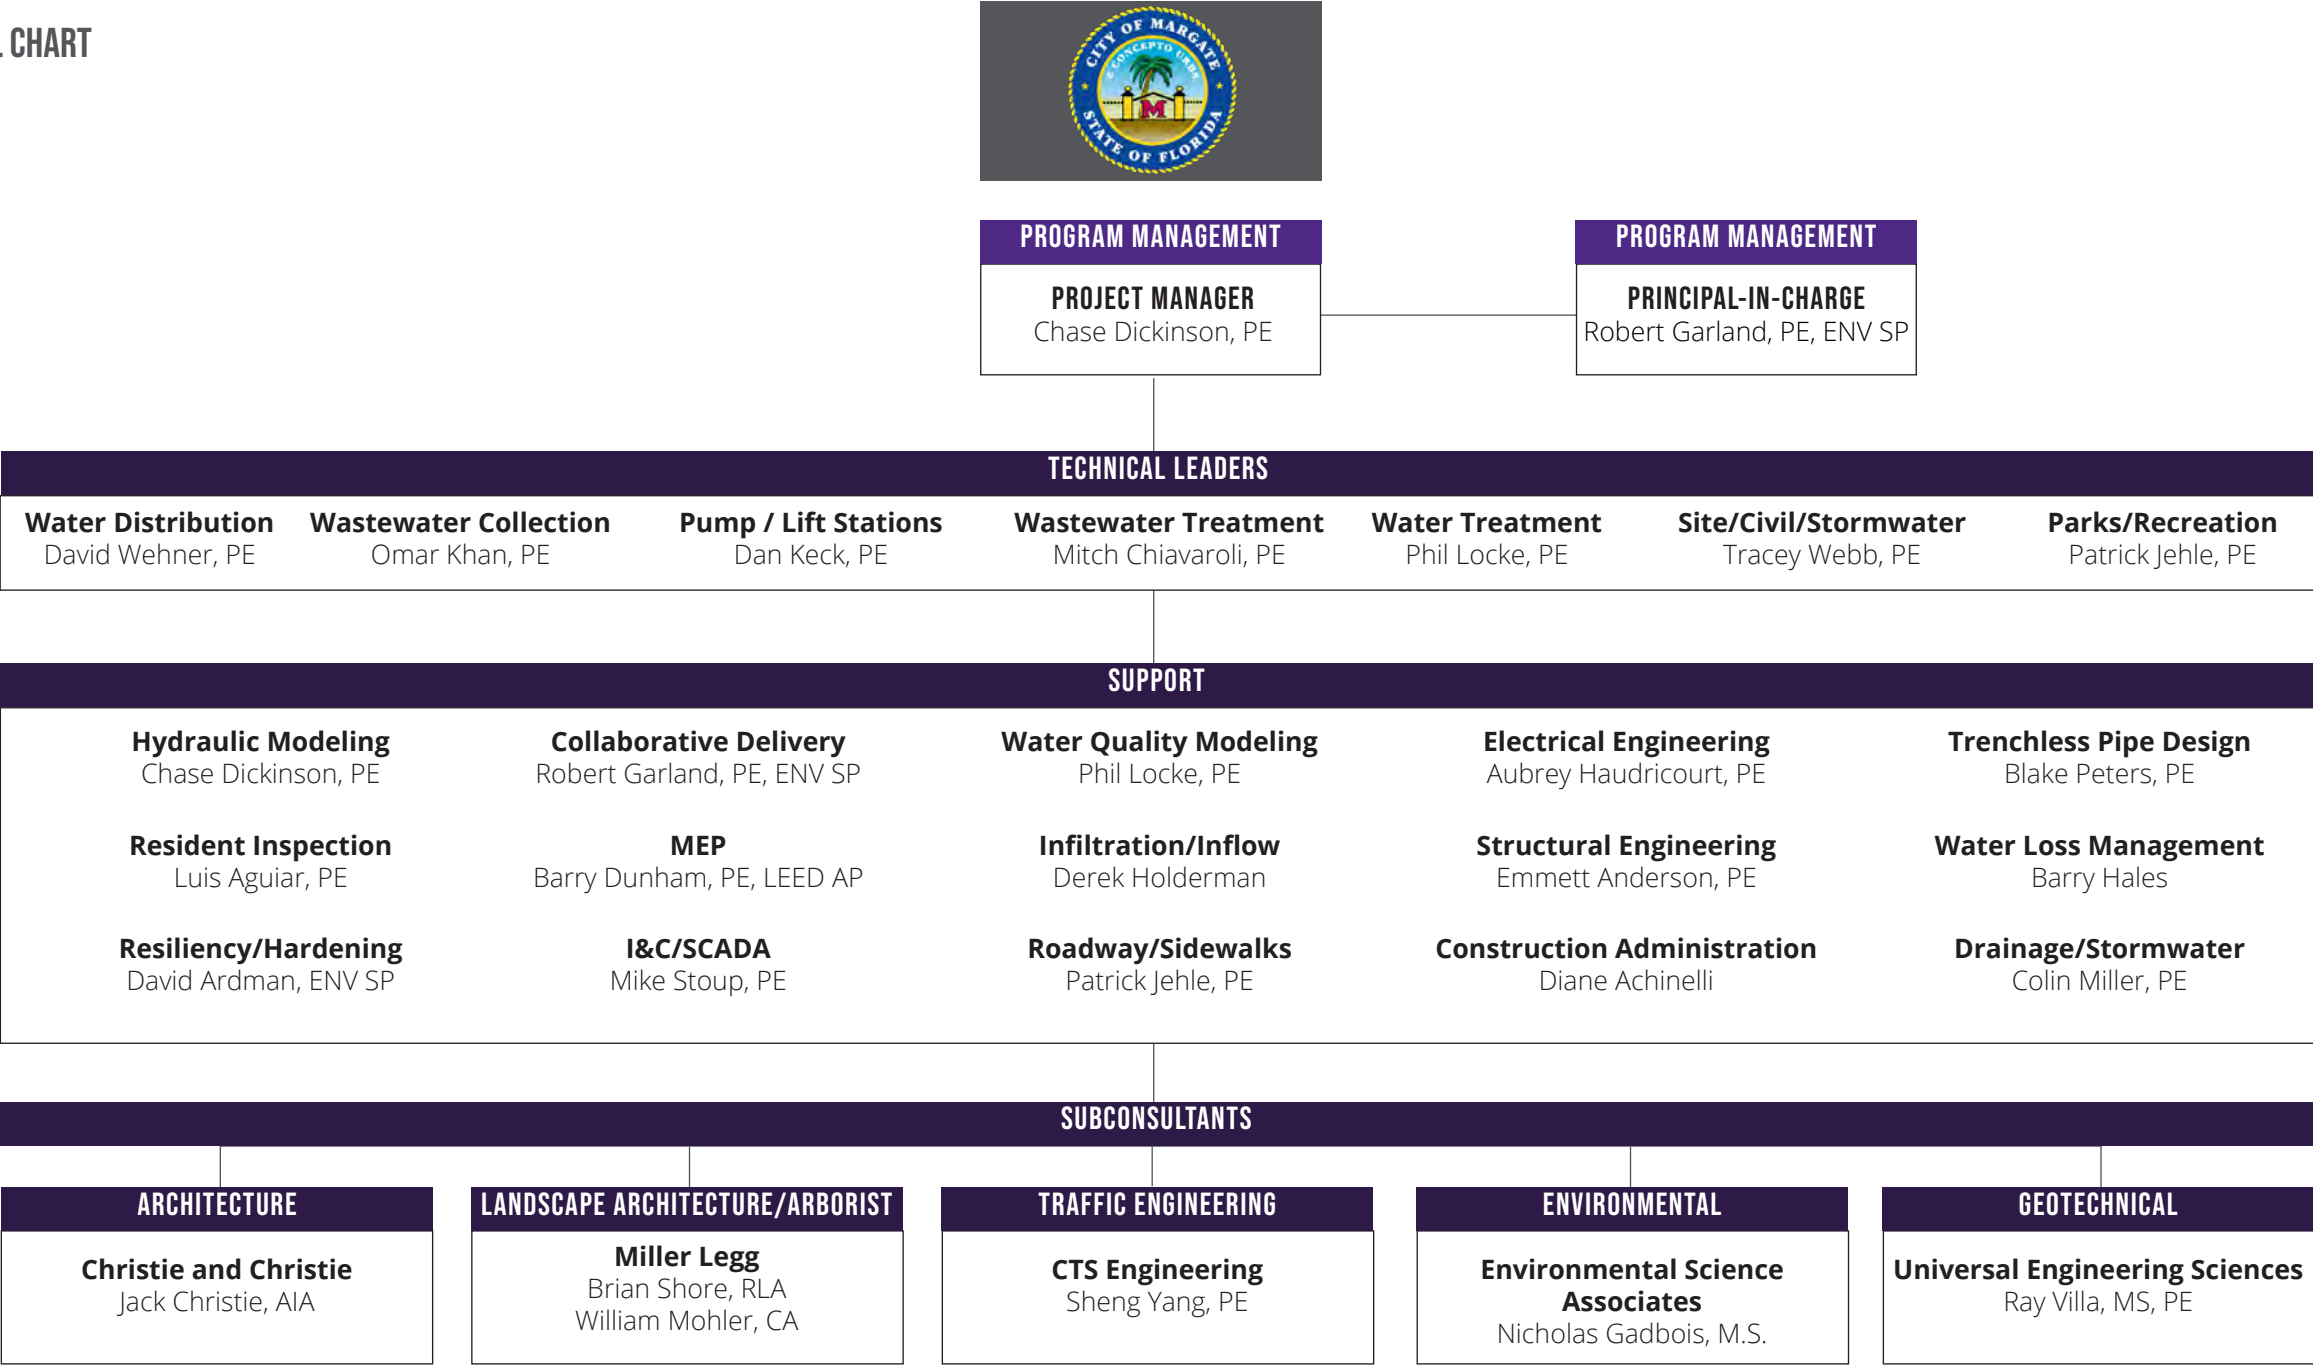 CHART
CITY OF MARGATE
E CONCEPTO URBS
M
STATE OF FLORIDA
PROGRAM MANAGEMENT
PROJECT MANAGER
Chase Dickinson, PE
PROGRAM MANAGEMENT
PRINCIPAL-IN-CHARGE
Robert Garland, PE, ENV SP
TECHNICAL LEADERS
Water Distribution
David Wehner, PE
Wastewater Collection
Omar Khan, PE
Pump / Lift Stations
Dan Keck, PE
Wastewater Treatment
Mitch Chiavaroli, PE
Water Treatment
Phil Locke, PE
Site/Civil/Stormwater
Tracey Webb, PE
Parks/Recreation
Patrick Jehle, PE
SUPPORT
Hydraulic Modeling
Chase Dickinson, PE
Collaborative Delivery
Robert Garland, PE, ENV SP
Water Quality Modeling
Phil Locke, PE
Electrical Engineering
Aubrey Haudricourt, PE
Trenchless Pipe Design
Blake Peters, PE
Resident Inspection
Luis Aguiar, PE
MEP
Barry Dunham, PE, LEED AP
Infiltration/Inflow
Derek Holderman
Structural Engineering
Emmett Anderson, PE
Water Loss Management
Barry Hales
Resiliency/Hardening
David Ardman, ENV SP
I&C/SCADA
Mike Stoup, PE
Roadway/Sidewalks
Patrick Jehle, PE
Construction Administration
Diane Achinelli
Drainage/Stormwater
Colin Miller, PE
SUBCONSULTANTS
ARCHITECTURE
Christie and Christie
Jack Christie, AIA
LANDSCAPE ARCHITECTURE/ARBORIST
Miller Legg
Brian Shore, RLA
William Mohler, CA
TRAFFIC ENGINEERING
CTS Engineering
Sheng Yang, PE
ENVIRONMENTAL
Environmental Science
Associates
Nicholas Gadbois, M.S.
GEOTECHNICAL
Universal Engineering Sciences
Ray Villa, MS, PE